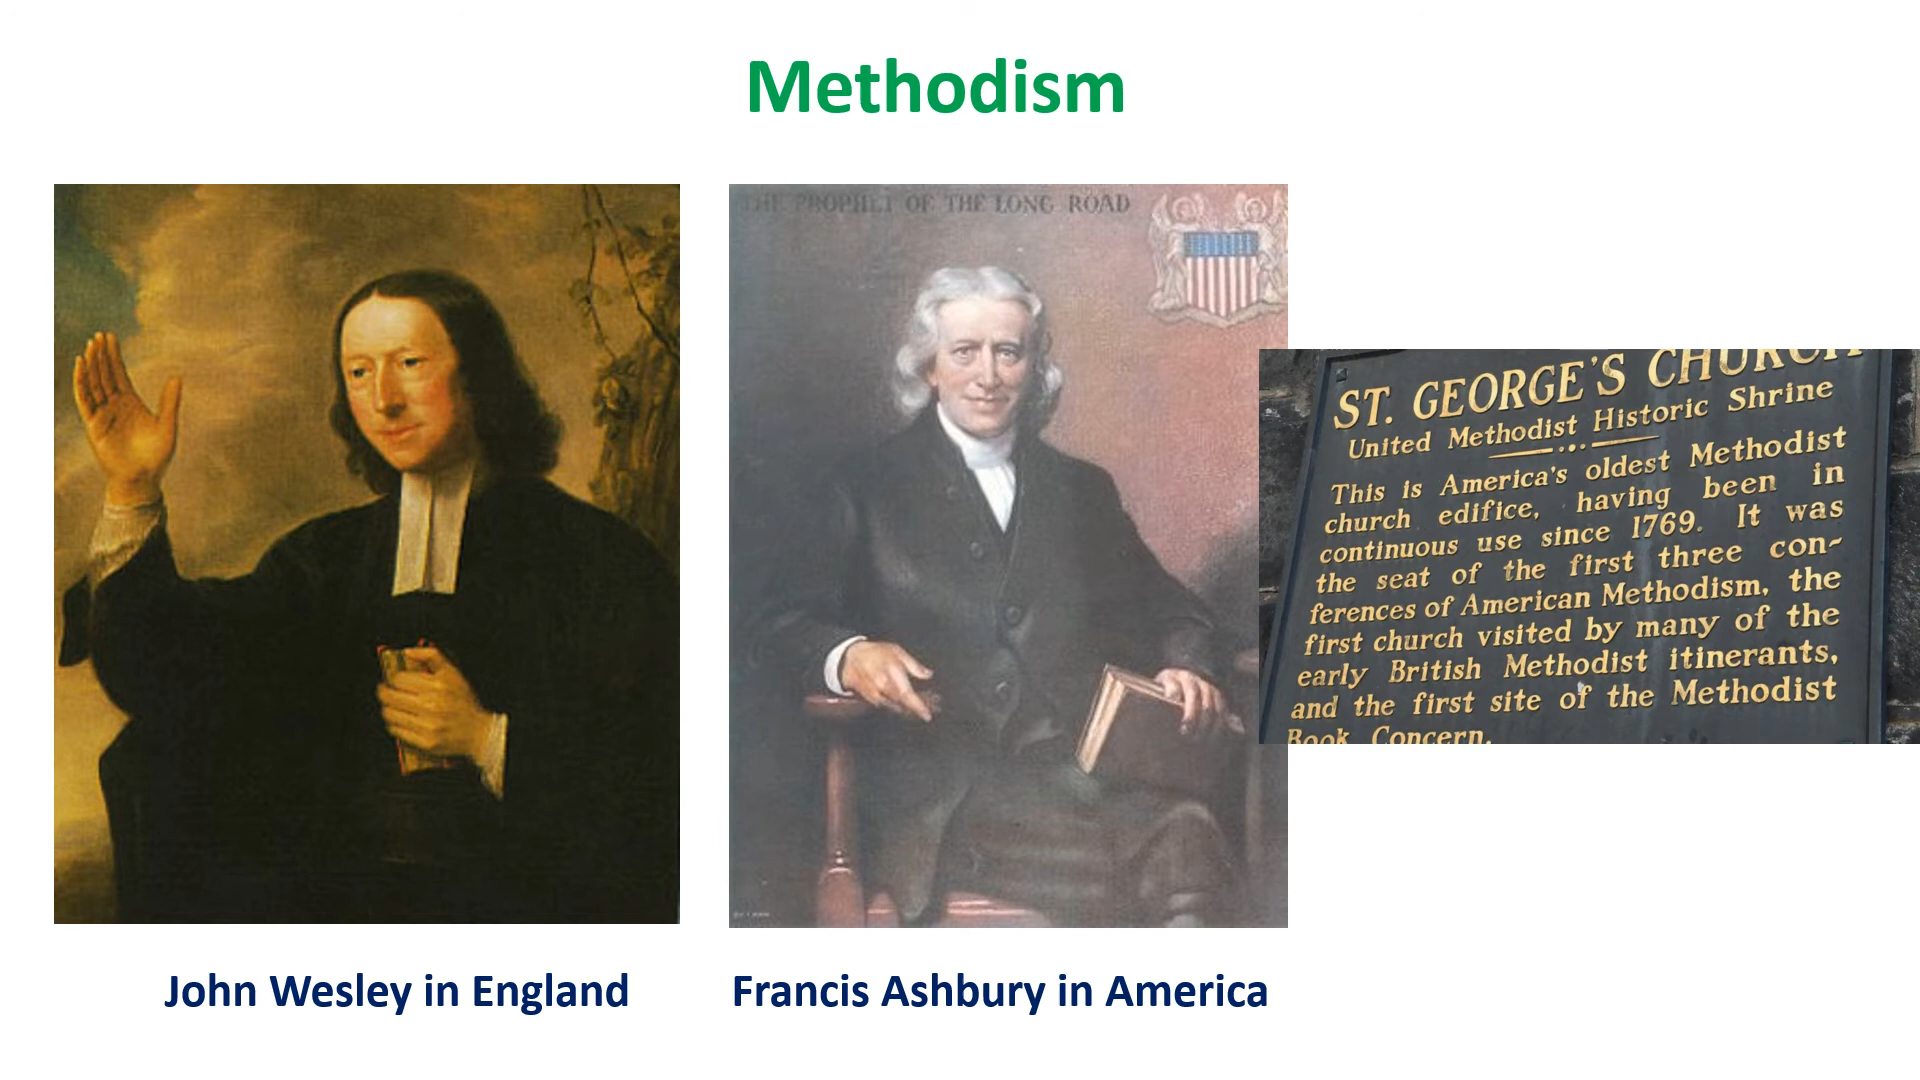 Methodism
THE PROPHET OF THE LONG ROAD
ST. GEORGE'S CHURCH
United Methodist Historic Shrine
This is America's oldest Methodist
church edifice, having been in
continuous use since 1769. It was
the seat of the first three con-
ferences of American Methodism, the
first church visited by many of the
early British Methodist itinerants,
and the first site of the Methodist
Book Concern.
John Wesley in England
Francis Ashbury in America